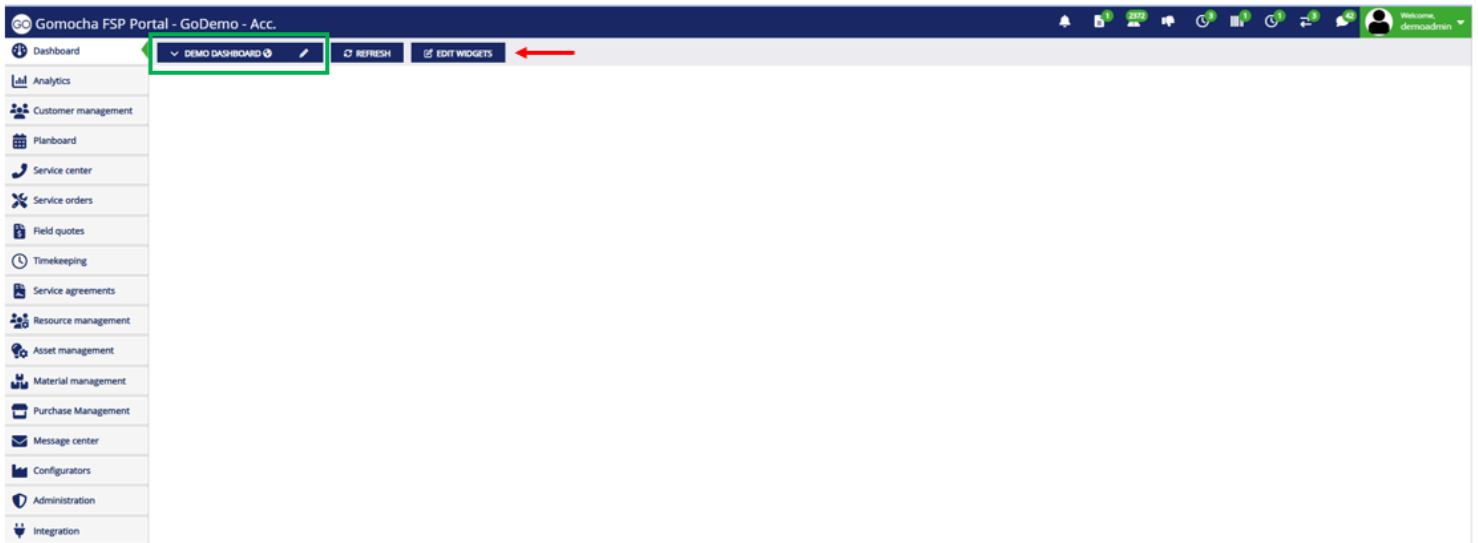 GO Gomocha FSP Portal - GoDemo - Acc.
1 2372 3 1 1 3 42
Welcome,
demoadmin
Dashboard
DEMO DASHBOARD REFRESH EDIT WIDGETS
Analytics
Customer management
Planboard
Service center
Service orders
Field quotes
Timekeeping
Service agreements
Resource management
Asset management
Material management
Purchase Management
Message center
Configurators
Administration
Integration